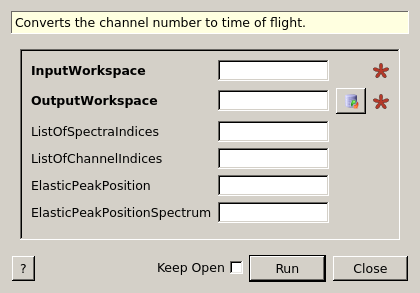 Converts the channel number to time of flight.
InputWorkspace
OutputWorkspace
ListOfSpectraIndices
ListOfChannelIndices
ElasticPeakPosition
ElasticPeakPositionSpectrum
? Keep Open Run Close